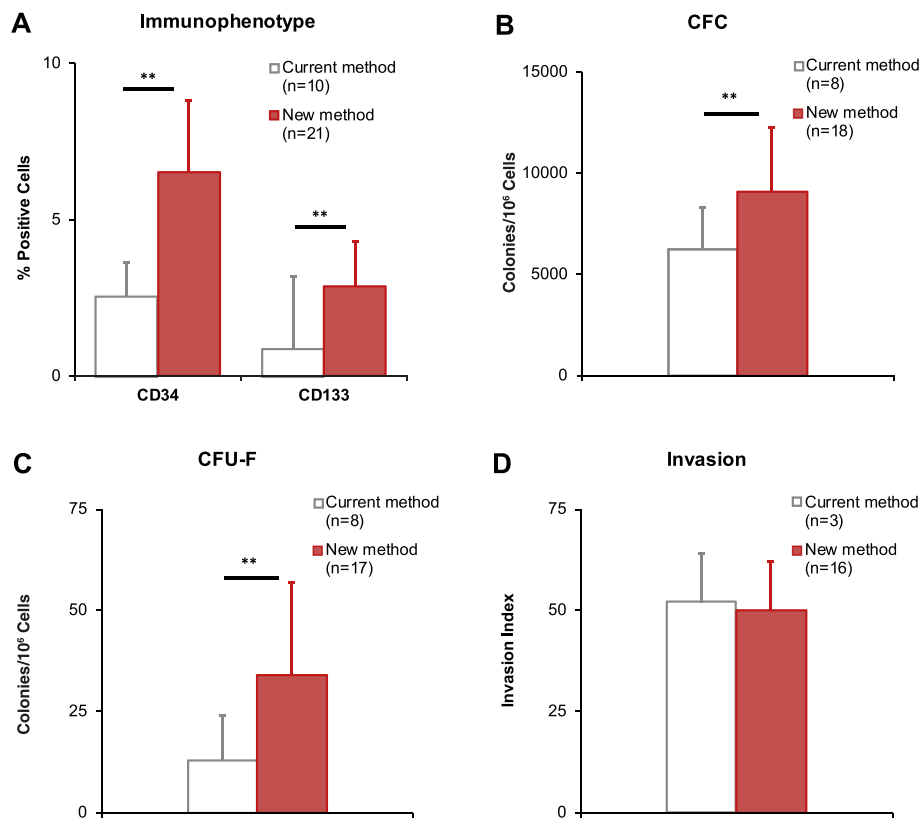 A
Immunophenotype
10
5
0
% Positive Cells
**
**
Current method
(n=10)
New method
(n=21)
CD34
CD133
B
CFC
15000
10000
5000
0
Colonies/10⁶ Cells
**
Current method
(n=8)
New method
(n=18)
C
CFU-F
75
50
25
0
Colonies/10⁶ Cells
**
Current method
(n=8)
New method
(n=17)
D
Invasion
75
50
25
0
Invasion Index
Current method
(n=3)
New method
(n=16)